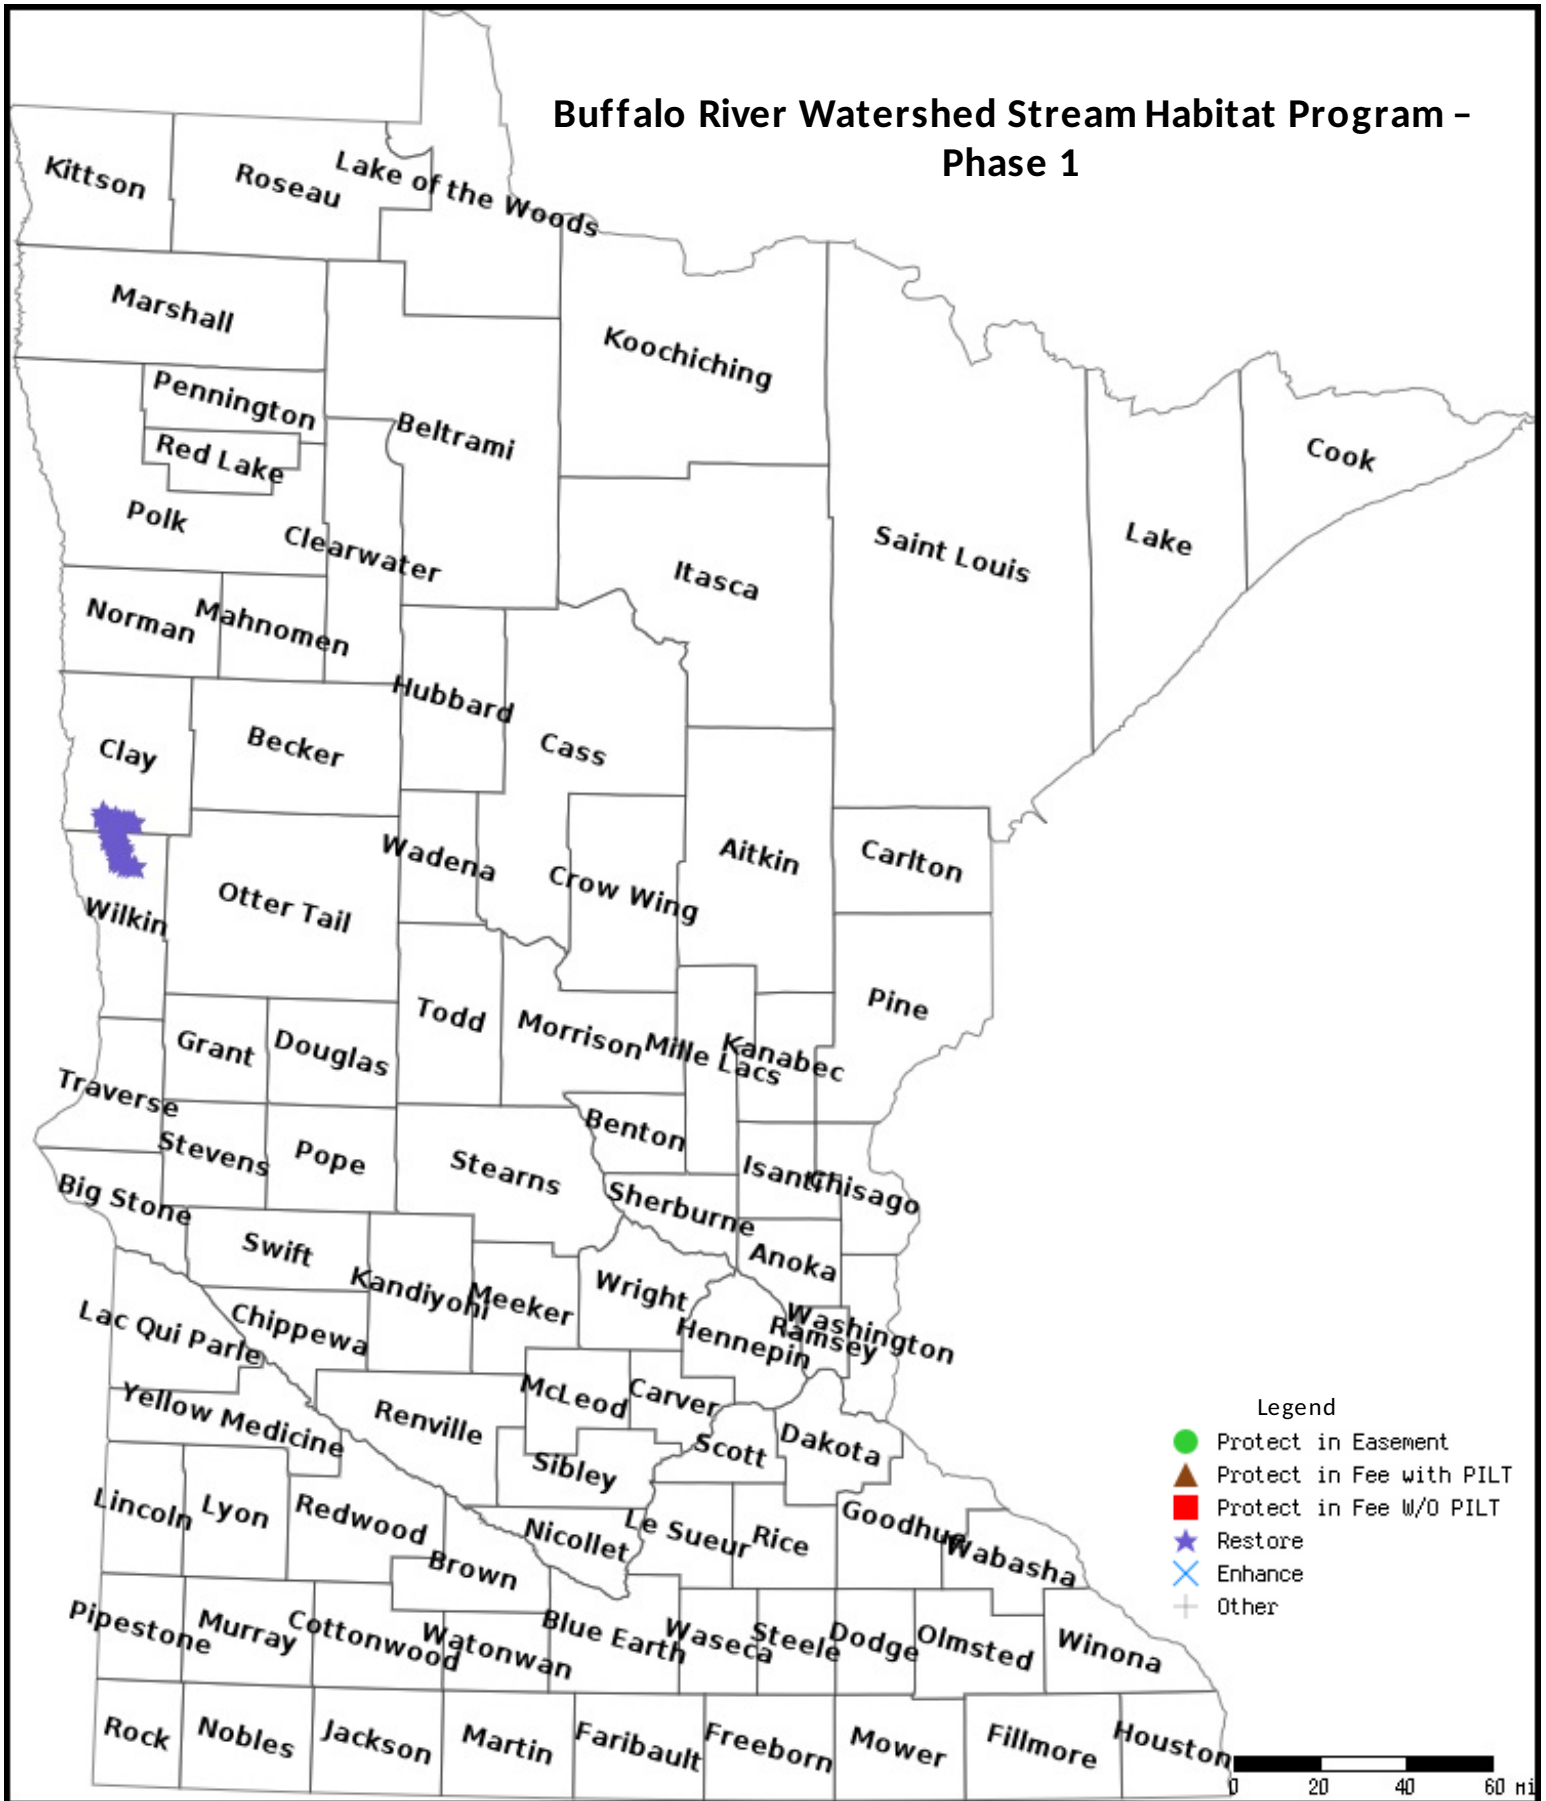 Buffalo River Watershed Stream Habitat Program –
Phase 1
Kittson
Roseau
Lake of the Woods
Marshall
Koochiching
Pennington
Beltrami
Red Lake
Cook
Polk
Clearwater
Saint Louis
Lake
Itasca
Norman
Mahnomen
Hubbard
Clay
Becker
Cass
Wadena
Aitkin
Carlton
Otter Tail
Crow Wing
Wilkin
Pine
Todd
Morrison
Grant
Douglas
Mille Lacs
Kanabec
Traverse
Benton
Stevens
Pope
Stearns
Isanti
Chisago
Big Stone
Sherburne
Swift
Anoka
Kandiyohi
Meeker
Wright
Lac Qui Parle
Chippewa
Washington
Ramsey
Hennepin
McLeod
Carver
Yellow Medicine
Renville
Scott
Dakota
Sibley
Lincoln
Lyon
Redwood
Nicollet
Le Sueur
Rice
Goodhue
Wabasha
Brown
Pipestone
Murray
Cottonwood
Watonwan
Blue Earth
Waseca
Steele
Dodge
Olmsted
Winona
Rock
Nobles
Jackson
Martin
Faribault
Freeborn
Mower
Fillmore
Houston
Legend
Protect in Easement
Protect in Fee with PILT
Protect in Fee W/O PILT
Restore
Enhance
Other
0 20 40 60 mi